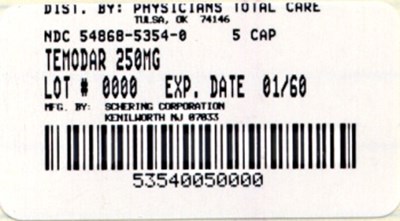 DIST. BY: PHYSICIANS TOTAL CARE
TULSA, OK 74146
NDC 54868-5354-0 5 CAP
TEMODAR 250MG
LOT # 0000 EXP. DATE 01/60
MFG. BY: SCHERING CORPORATION
KENILWORTH NJ 07033
53540050000